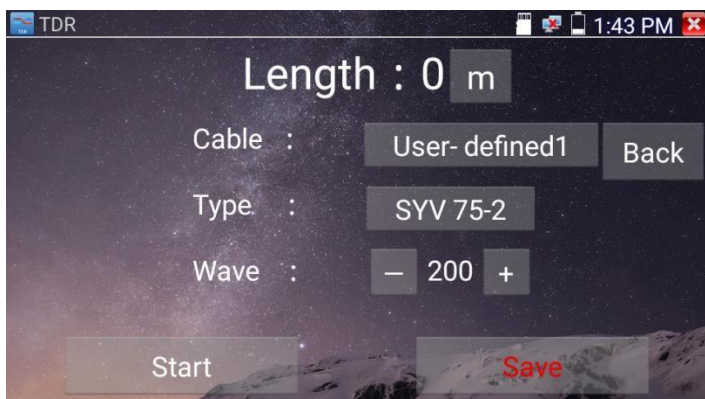 TDR 1:43 PM
Length : 0 m
Cable : User- defined1 Back
Type : SYV 75-2
Wave : — 200 +
Start Save